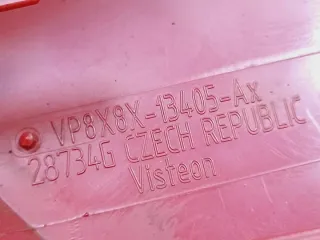 VP8X8X-13405-Ax
28734G CZECH REPUBLIC
Visteon